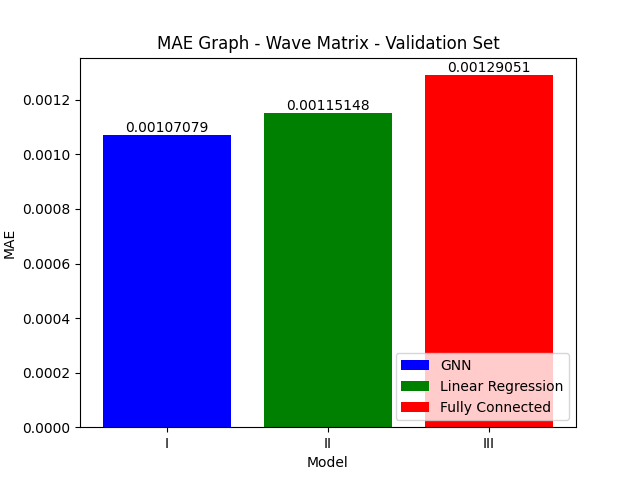 MAE Graph - Wave Matrix - Validation Set
0.00129051
0.00115148
0.00107079
0.0012
0.0010
0.0008
0.0006
0.0004
0.0002
0.0000
MAE
GNN
Linear Regression
Fully Connected
I
II
III
Model